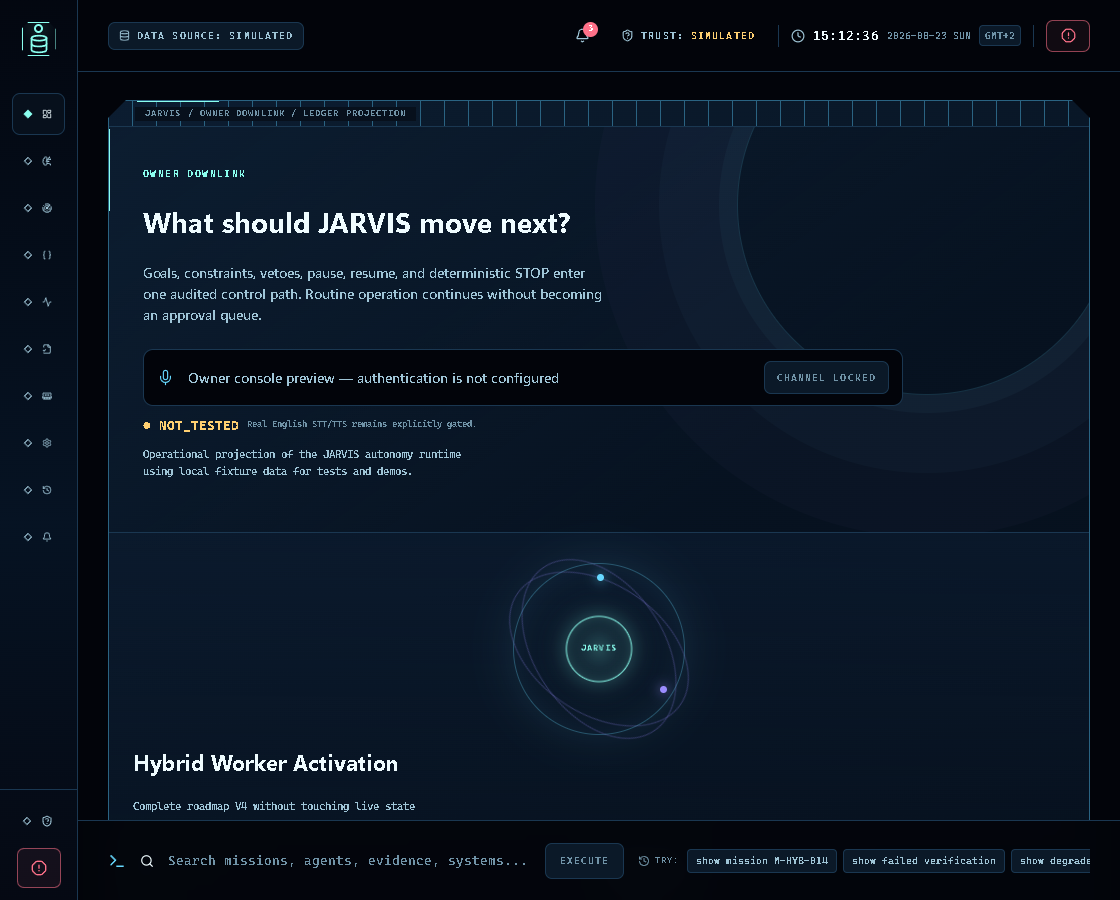 DATA SOURCE: SIMULATED
3
TRUST: SIMULATED
15:12:36 2026-08-23 SUN GMT+2
JARVIS / OWNER DOWNLINK / LEDGER PROJECTION
OWNER DOWNLINK
What should JARVIS move next?
Goals, constraints, vetoes, pause, resume, and deterministic STOP enter
one audited control path. Routine operation continues without becoming
an approval queue.
Owner console preview — authentication is not configured
CHANNEL LOCKED
NOT_TESTED Real English STT/TTS remains explicitly gated.
Operational projection of the JARVIS autonomy runtime
using local fixture data for tests and demos.
JARVIS
Hybrid Worker Activation
Complete roadmap V4 without touching live state
Search missions, agents, evidence, systems...
EXECUTE
TRY:
show mission M-HYB-014
show failed verification
show degrade